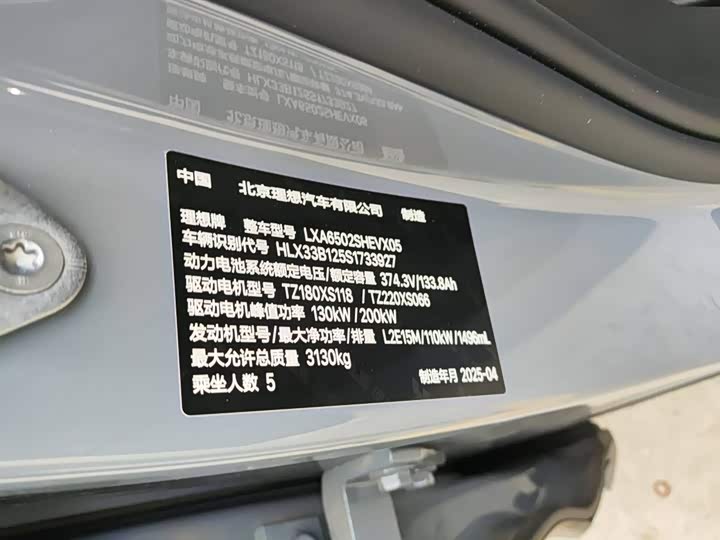 中国 北京理想汽车有限公司 制造
理想牌 整车型号 LXA6502SHEVX05
车辆识别代号 HLX33B125S1733927
动力电池系统额定电压/额定容量 374.3V/133.8Ah
驱动电机型号 TZ180XS118 / TZ220XS066
驱动电机峰值功率 130kW / 200kW
发动机型号/最大净功率/排量 L2E15M/110kW/1496mL
最大允许总质量 3130kg
乘坐人数 5 制造年月 2025-04